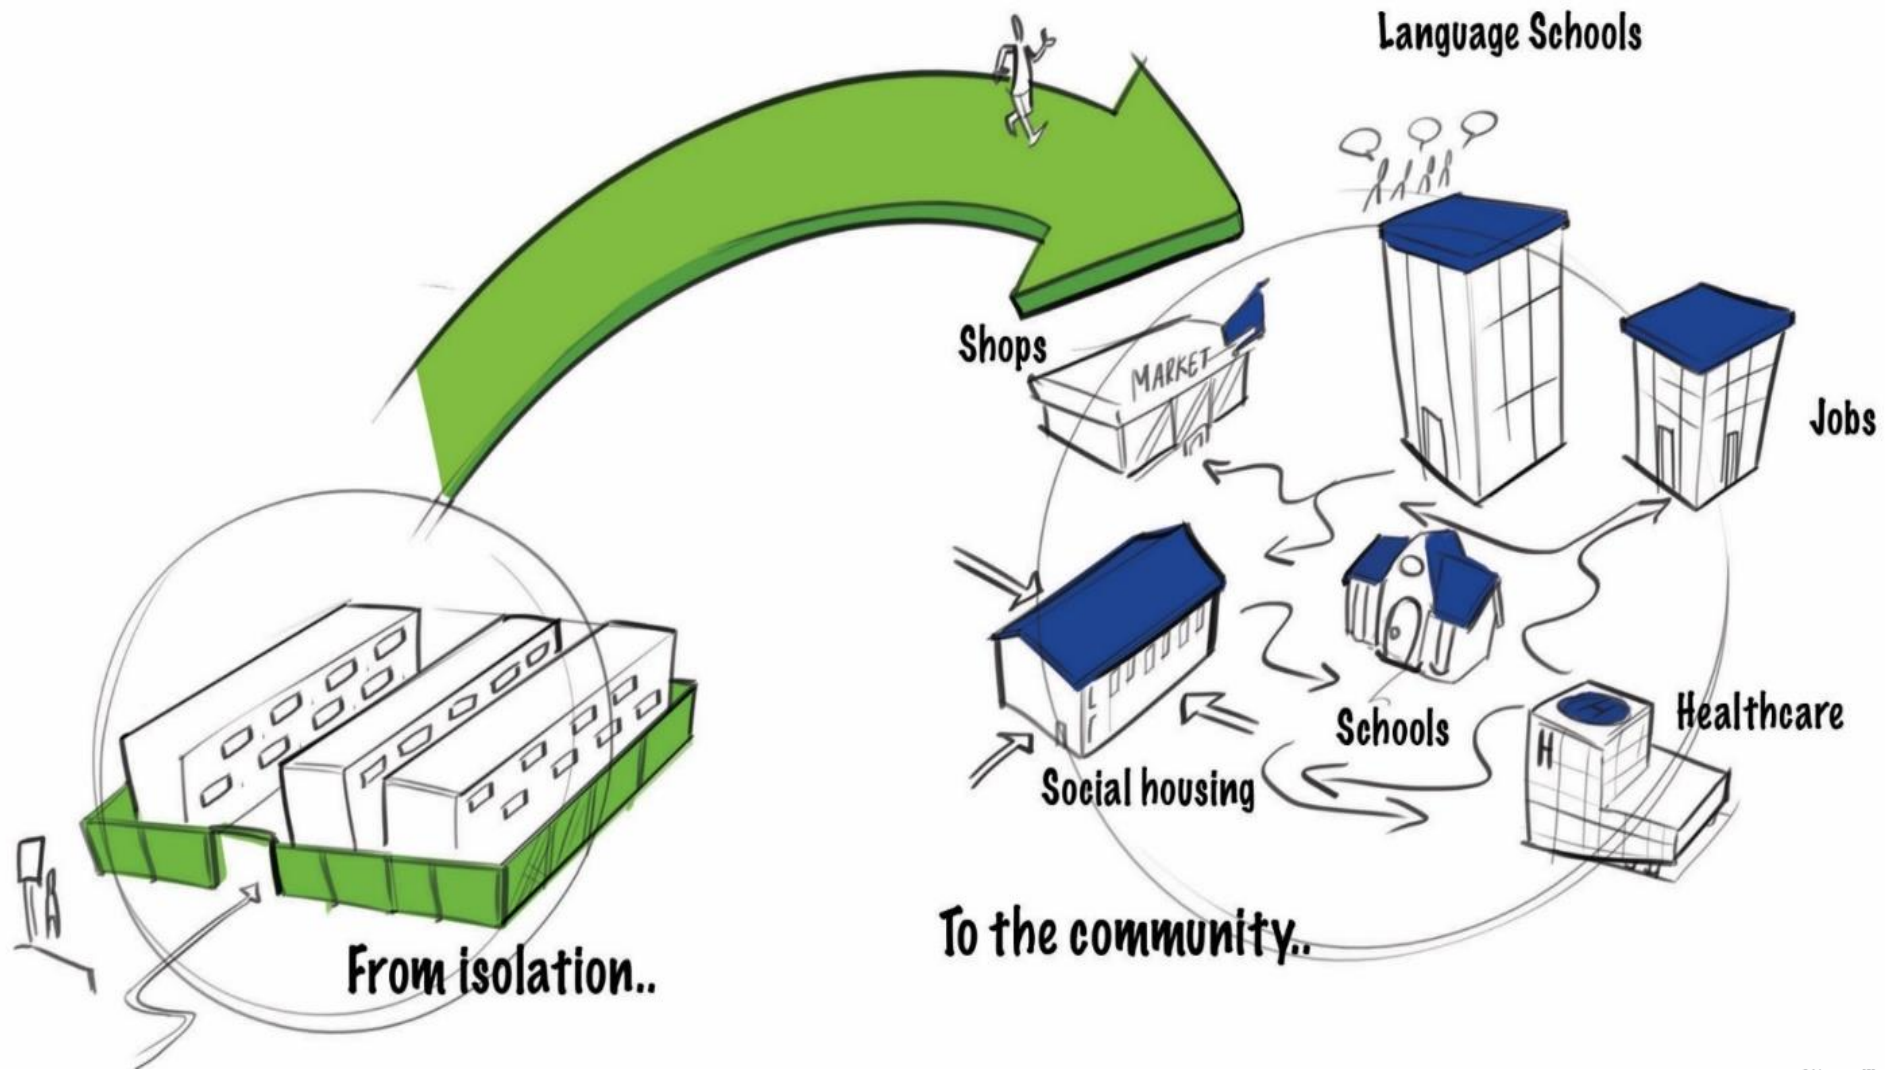 Language Schools
Shops
MARKET
Jobs
Schools
Healthcare
H
H
Social housing
To the community..
From isolation..